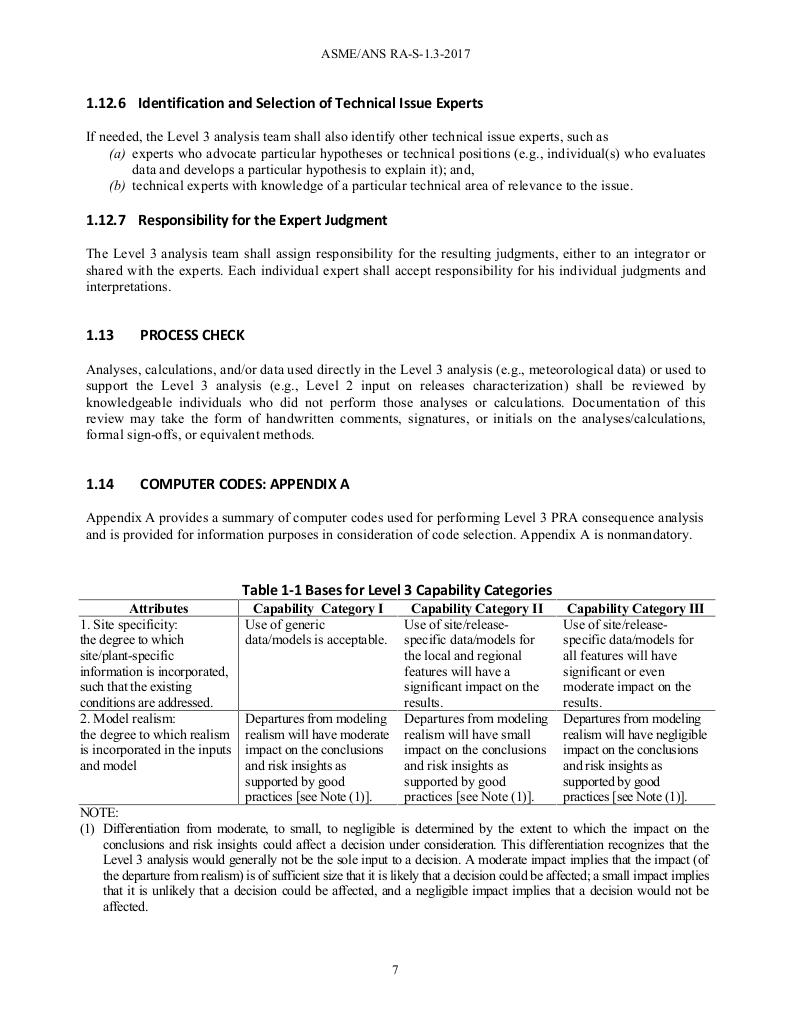 ASME/ANS RA-S-1.3-2017
1.12.6 Identification and Selection of Technical Issue Experts
If needed, the Level 3 analysis team shall also identify other technical issue experts, such as
(a) experts who advocate particular hypotheses or technical positions (e.g., individual(s) who evaluates
data and develops a particular hypothesis to explain it); and,
(b) technical experts with knowledge of a particular technical area of relevance to the issue.
1.12.7 Responsibility for the Expert Judgment
The Level 3 analysis team shall assign responsibility for the resulting judgments, either to an integrator or
shared with the experts. Each individual expert shall accept responsibility for his individual judgments and
interpretations.
1.13 PROCESS CHECK
Analyses, calculations, and/or data used directly in the Level 3 analysis (e.g., meteorological data) or used to
support the Level 3 analysis (e.g., Level 2 input on releases characterization) shall be reviewed by
knowledgeable individuals who did not perform those analyses or calculations. Documentation of this
review may take the form of handwritten comments, signatures, or initials on the analyses/calculations,
formal sign-offs, or equivalent methods.
1.14 COMPUTER CODES: APPENDIX A
Appendix A provides a summary of computer codes used for performing Level 3 PRA consequence analysis
and is provided for information purposes in consideration of code selection. Appendix A is nonmandatory.
Table 1-1 Bases for Level 3 Capability Categories
Attributes Capability Category I Capability Category II Capability Category III
1. Site specificity:
the degree to which
site/plant-specific
information is incorporated,
such that the existing
conditions are addressed.
Use of generic
data/models is acceptable.
Use of site/release-
specific data/models for
the local and regional
features will have a
significant impact on the
results.
Use of site/release-
specific data/models for
all features will have
significant or even
moderate impact on the
results.
2. Model realism:
the degree to which realism
is incorporated in the inputs
and model
Departures from modeling
realism will have moderate
impact on the conclusions
and risk insights as
supported by good
practices [see Note (1)].
Departures from modeling
realism will have small
impact on the conclusions
and risk insights as
supported by good
practices [see Note (1)].
Departures from modeling
realism will have negligible
impact on the conclusions
and risk insights as
supported by good
practices [see Note (1)].
NOTE:
(1) Differentiation from moderate, to small, to negligible is determined by the extent to which the impact on the
conclusions and risk insights could affect a decision under consideration. This differentiation recognizes that the
Level 3 analysis would generally not be the sole input to a decision. A moderate impact implies that the impact (of
the departure from realism) is of sufficient size that it is likely that a decision could be affected; a small impact implies
that it is unlikely that a decision could be affected, and a negligible impact implies that a decision would not be
affected.
7